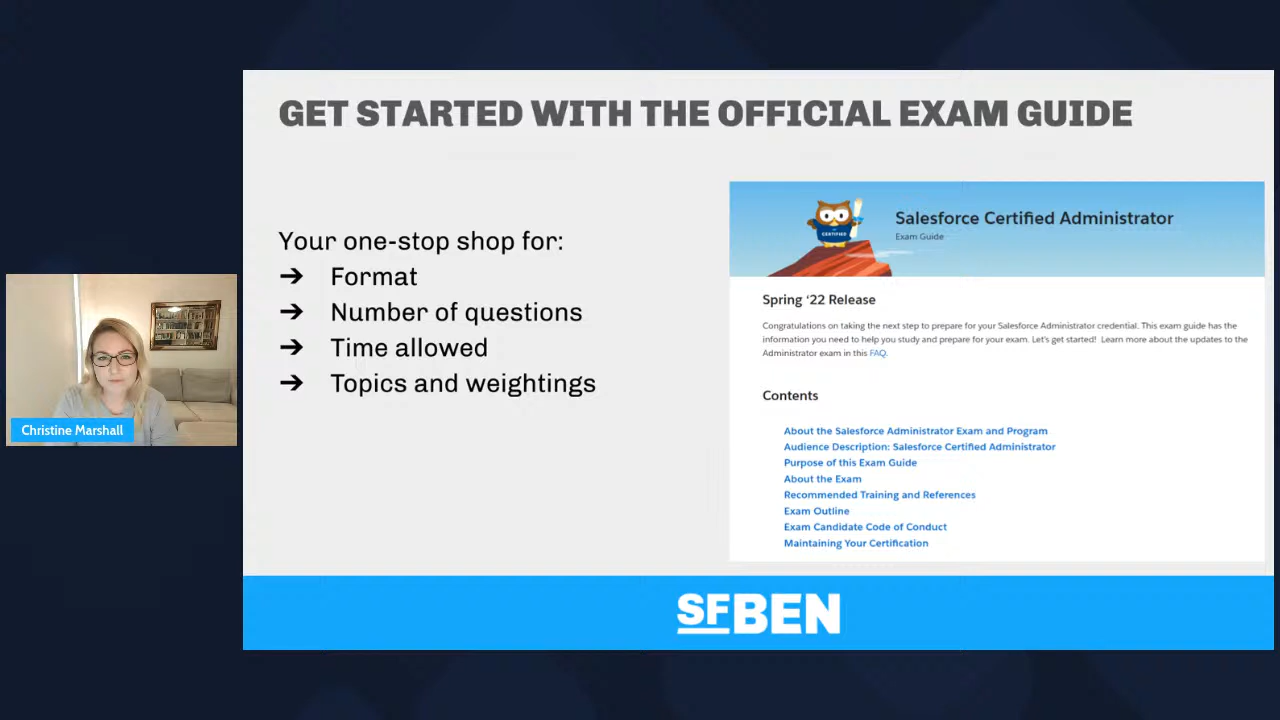 GET STARTED WITH THE OFFICIAL EXAM GUIDE
Your one-stop shop for:
➔ Format
➔ Number of questions
➔ Time allowed
➔ Topics and weightings
CERTIFIED
Salesforce Certified Administrator
Exam Guide
Spring ‘22 Release
Congratulations on taking the next step to prepare for your Salesforce Administrator credential. This exam guide has the
information you need to help you study and prepare for your exam. Let's get started! Learn more about the updates to the
Administrator exam in this FAQ.
Contents
About the Salesforce Administrator Exam and Program
Audience Description: Salesforce Certified Administrator
Purpose of this Exam Guide
About the Exam
Recommended Training and References
Exam Outline
Exam Candidate Code of Conduct
Maintaining Your Certification
Christine Marshall
SFBEN